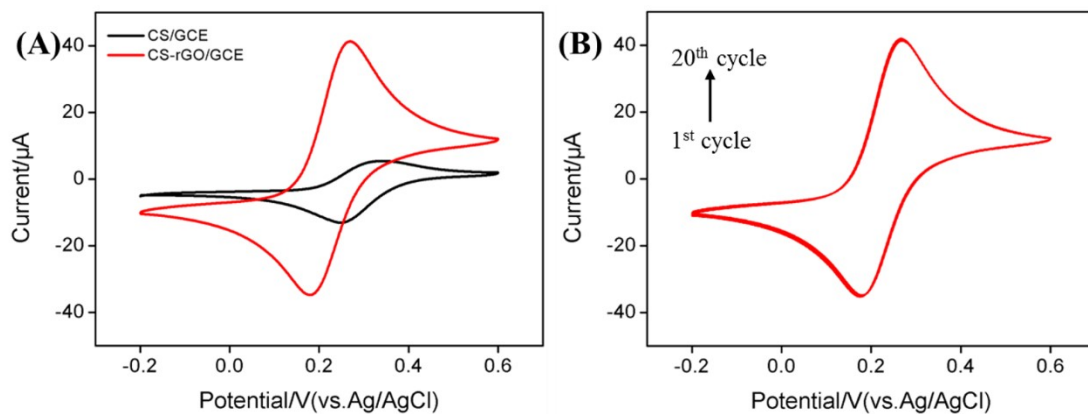 (A)
CS/GCE
CS-rGO/GCE
40
20
0
-20
-40
Current/μA
-0.2 0.0 0.2 0.4 0.6
Potential/V(vs.Ag/AgCl)
(B)
20th cycle
1st cycle
40
20
0
-20
-40
Current/μA
-0.2 0.0 0.2 0.4 0.6
Potential/V(vs.Ag/AgCl)